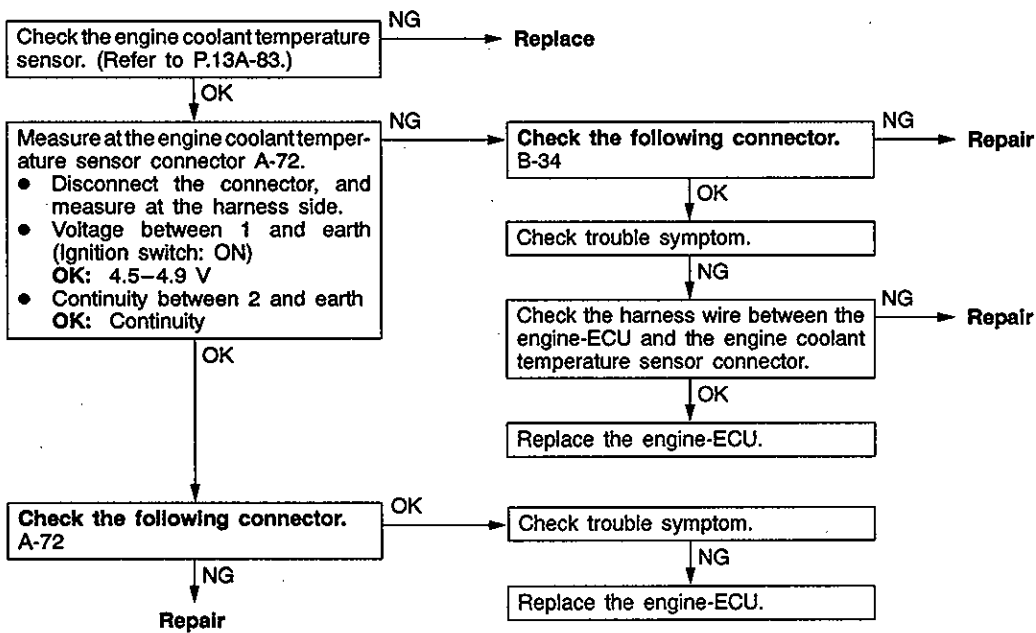 Check the engine coolant temperature
sensor. (Refer to P.13A-83.)
NG
Replace
OK
Measure at the engine coolant temper-
ature sensor connector A-72.
● Disconnect the connector, and
measure at the harness side.
● Voltage between 1 and earth
(Ignition switch: ON)
OK: 4.5–4.9 V
● Continuity between 2 and earth
OK: Continuity
NG
Check the following connector.
B-34
NG
Repair
OK
Check trouble symptom.
NG
Check the harness wire between the
engine-ECU and the engine coolant
temperature sensor connector.
NG
Repair
OK
Replace the engine-ECU.
OK
Check the following connector.
A-72
OK
Check trouble symptom.
NG
Replace the engine-ECU.
NG
Repair